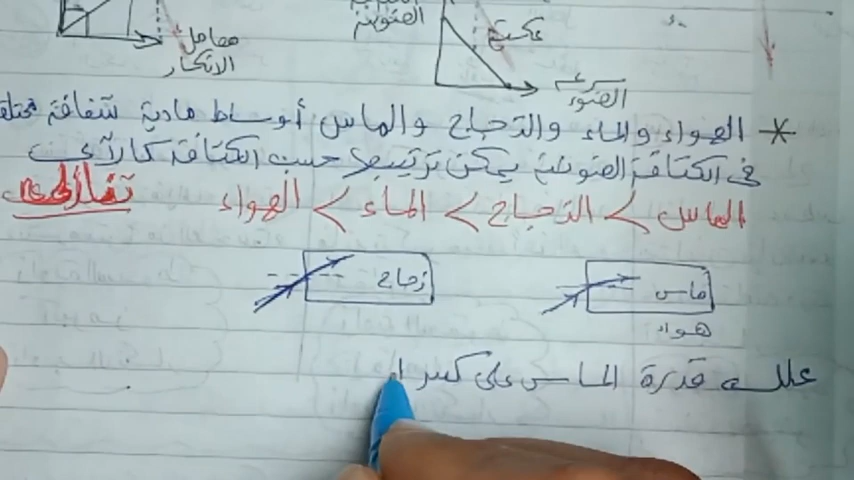 معامل
الانكسار
الضوئية
عكسية
سرعة
الضوء
* الهواء والماء والزجاج والماس أوساط مادية شفافة مختلفة
في الكثافة الضوئية يمكن ترتيبها حسب الكثافة كالآتي
الماس > الزجاج > الماء > الهواء تنازلي
زجاج
ماس
هواء
علل قدرة الماس على كسر ا